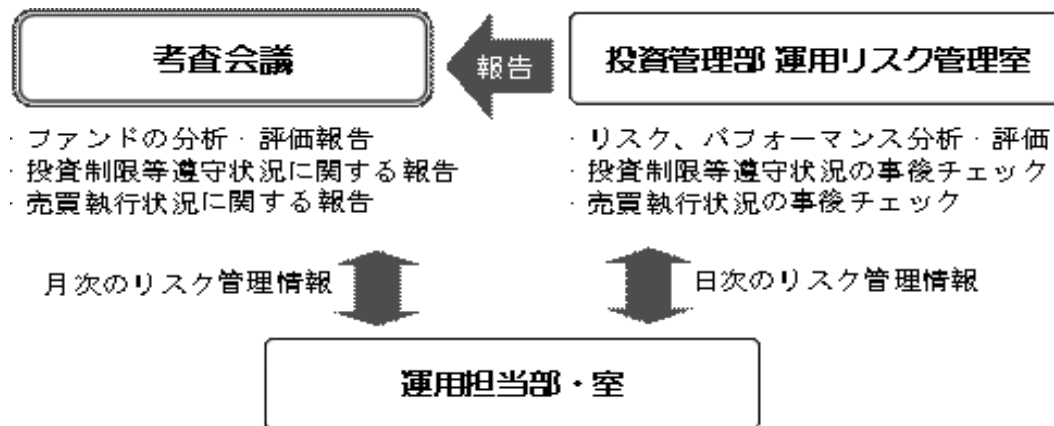 考査会議
報告
投資管理部 運用リスク管理室
· ファンドの分析・評価報告
· 投資制限等遵守状況に関する報告
· 売買執行状況に関する報告
· リスク、パフォーマンス分析・評価
· 投資制限等遵守状況の事後チェック
· 売買執行状況の事後チェック
月次のリスク管理情報
日次のリスク管理情報
運用担当部・室